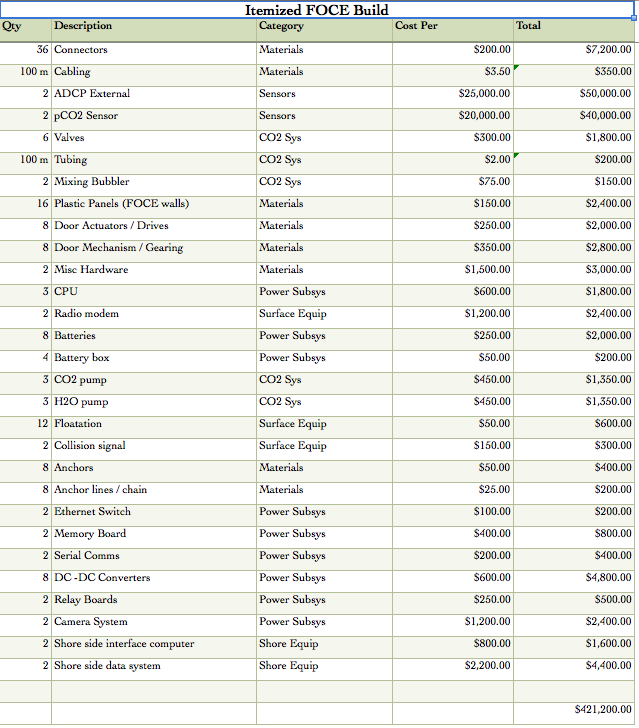 Itemized FOCE Build
Qty Description Category Cost Per Total
36 Connectors Materials $200.00 $7,200.00
100 m Cabling Materials $3.50 $350.00
2 ADCP External Sensors $25,000.00 $50,000.00
2 pCO2 Sensor Sensors $20,000.00 $40,000.00
6 Valves CO2 Sys $300.00 $1,800.00
100 m Tubing CO2 Sys $2.00 $200.00
2 Mixing Bubbler CO2 Sys $75.00 $150.00
16 Plastic Panels (FOCE walls) Materials $150.00 $2,400.00
8 Door Actuators / Drives Materials $250.00 $2,000.00
8 Door Mechanism / Gearing Materials $350.00 $2,800.00
2 Misc Hardware Materials $1,500.00 $3,000.00
3 CPU Power Subsys $600.00 $1,800.00
2 Radio modem Surface Equip $1,200.00 $2,400.00
8 Batteries Power Subsys $250.00 $2,000.00
4 Battery box Power Subsys $50.00 $200.00
3 CO2 pump CO2 Sys $450.00 $1,350.00
3 H2O pump CO2 Sys $450.00 $1,350.00
12 Floatation Surface Equip $50.00 $600.00
2 Collision signal Surface Equip $150.00 $300.00
8 Anchors Materials $50.00 $400.00
8 Anchor lines / chain Materials $25.00 $200.00
2 Ethernet Switch Power Subsys $100.00 $200.00
2 Memory Board Power Subsys $400.00 $800.00
2 Serial Comms Power Subsys $200.00 $400.00
8 DC -DC Converters Power Subsys $600.00 $4,800.00
2 Relay Boards Power Subsys $250.00 $500.00
2 Camera System Power Subsys $1,200.00 $2,400.00
2 Shore side interface computer Shore Equip $800.00 $1,600.00
2 Shore side data system Shore Equip $2,200.00 $4,400.00
$421,200.00